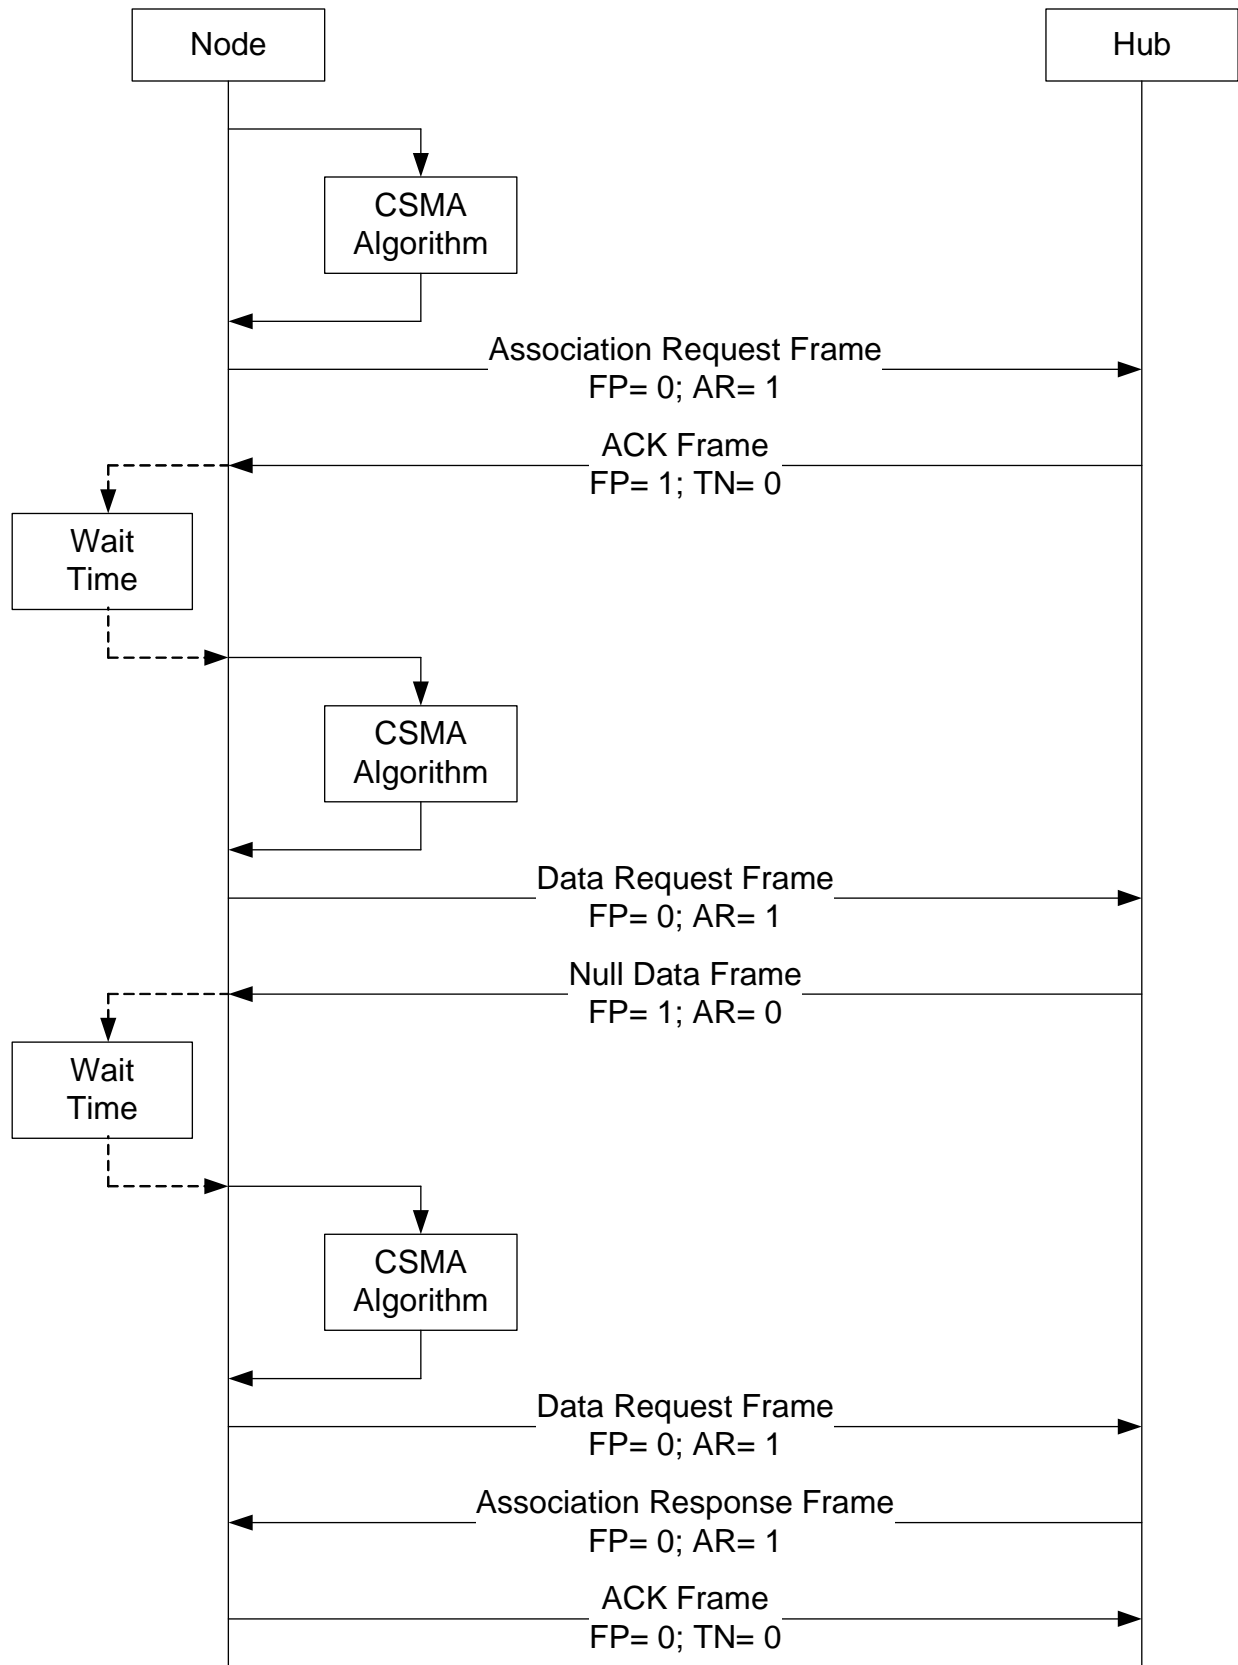 Node
Hub
CSMA
Algorithm
Association Request Frame
FP= 0; AR= 1
ACK Frame
FP= 1; TN= 0
Wait
Time
CSMA
Algorithm
Data Request Frame
FP= 0; AR= 1
Null Data Frame
FP= 1; AR= 0
Wait
Time
CSMA
Algorithm
Data Request Frame
FP= 0; AR= 1
Association Response Frame
FP= 0; AR= 1
ACK Frame
FP= 0; TN= 0